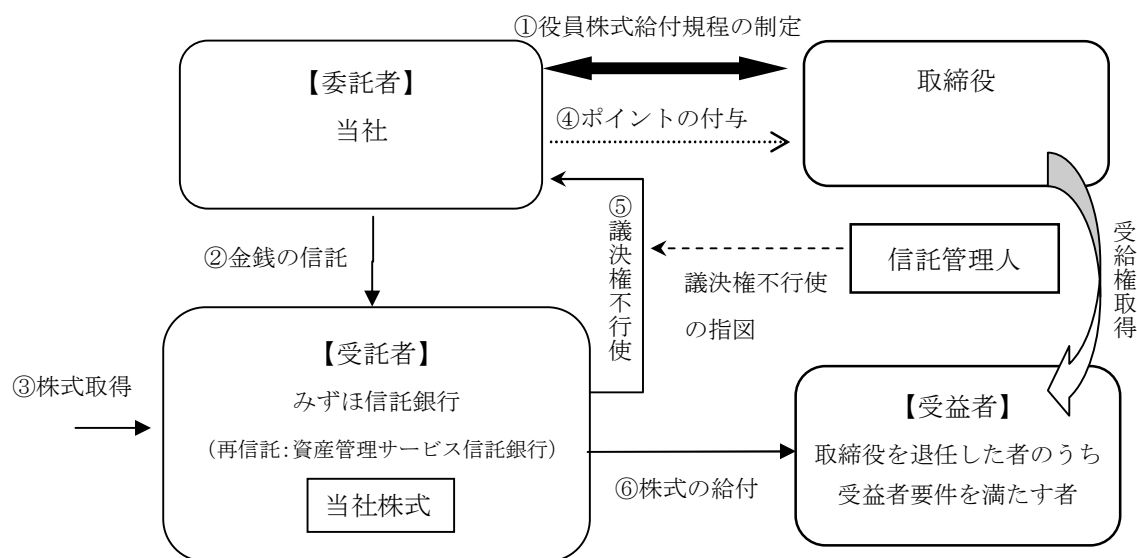 ①役員株式給付規程の制定
【委託者】
当社
取締役
④ポイントの付与
⑤議決権不行使
②金銭の信託
信託管理人
議決権不行使
の指図
受給権取得
【受託者】
みずほ信託銀行
(再信託:資産管理サービス信託銀行)
当社株式
③株式取得
⑥株式の給付
【受益者】
取締役を退任した者のうち
受益者要件を満たす者